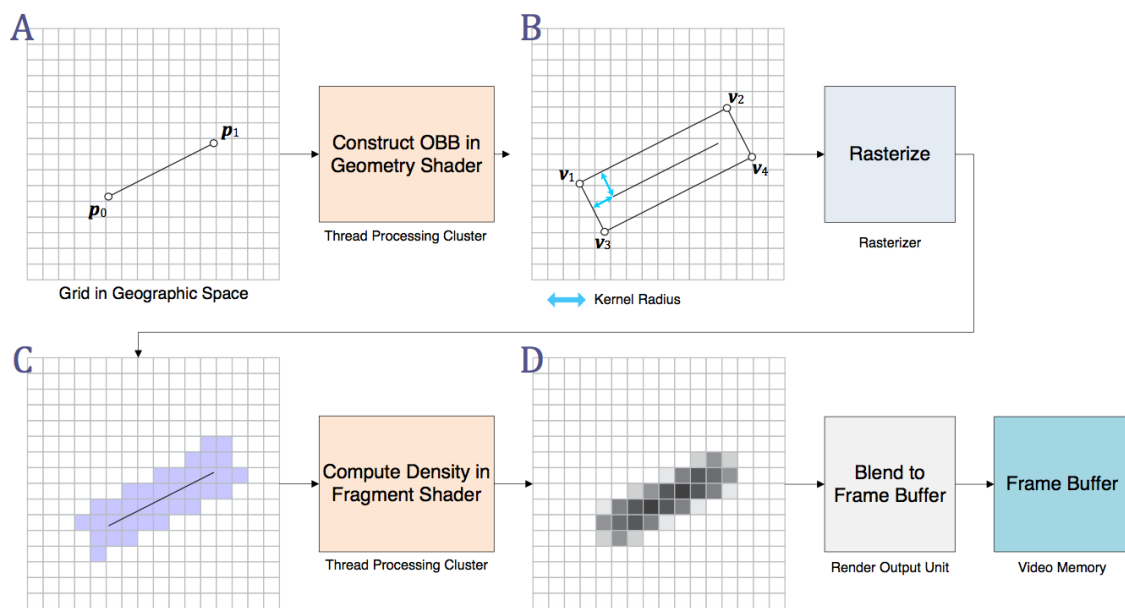 A
B
p1
p0
Construct OBB in
Geometry Shader
v2
v1
v4
v3
Rasterize
Thread Processing Cluster
Rasterizer
Grid in Geographic Space
Kernel Radius
C
D
Compute Density in
Fragment Shader
Blend to
Frame Buffer
Frame Buffer
Thread Processing Cluster
Render Output Unit
Video Memory